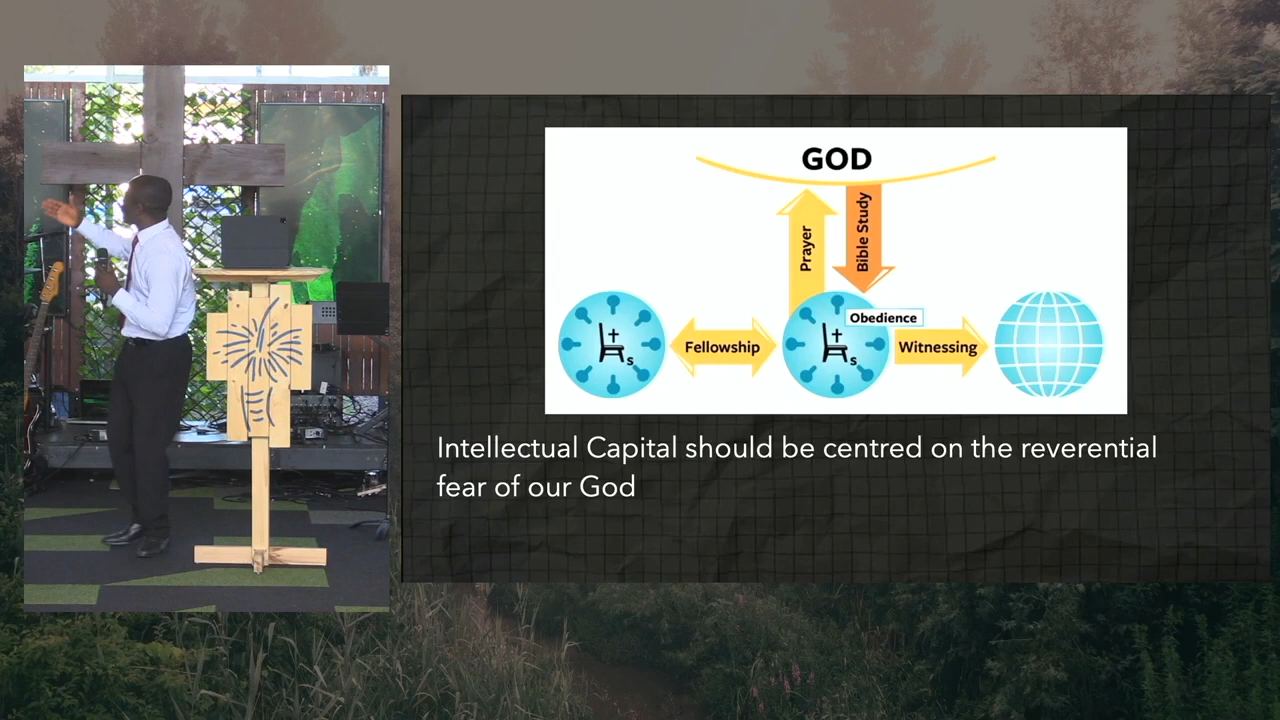 GOD
Prayer
Bible Study
Obedience
s
Fellowship
s
Witnessing
Intellectual Capital should be centred on the reverential
fear of our God